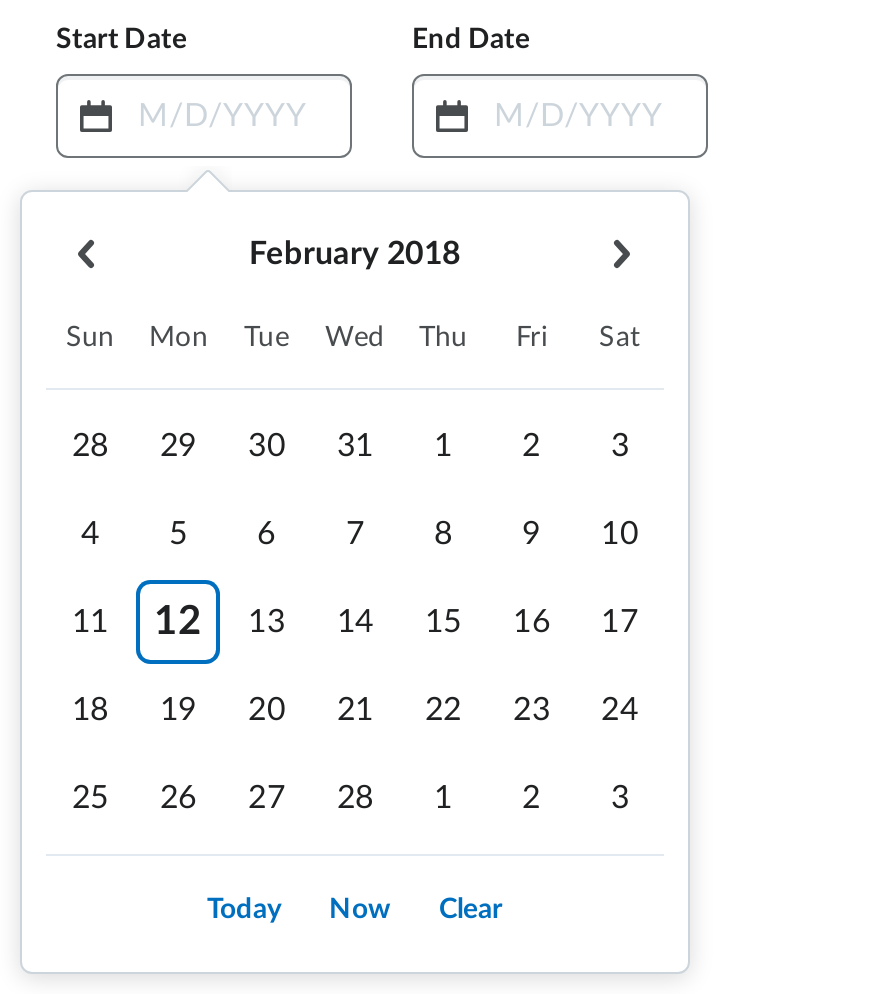 Start Date End Date
M/D/YYYY M/D/YYYY
February 2018
Sun Mon Tue Wed Thu Fri Sat
28 29 30 31 1 2 3
4 5 6 7 8 9 10
11 12 13 14 15 16 17
18 19 20 21 22 23 24
25 26 27 28 1 2 3
Today Now Clear